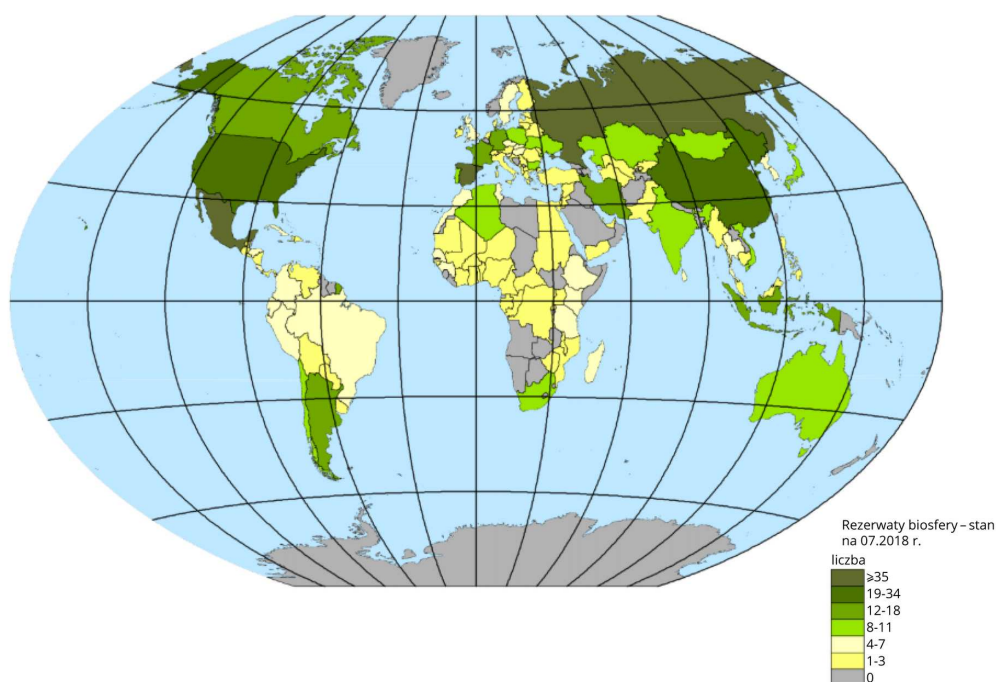 Rezerwaty biosfery – stan
na 07.2018 r.
liczba
⩾35
19-34
12-18
8-11
4-7
1-3
0